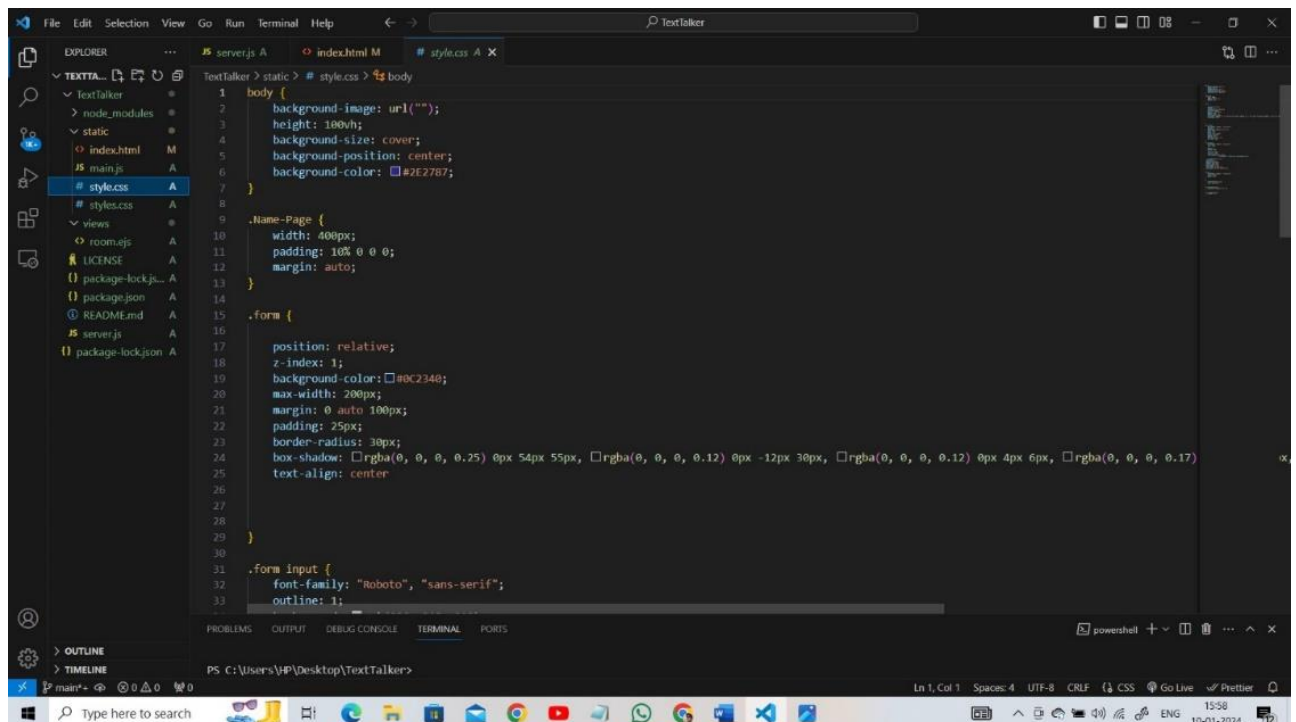 File Edit Selection View Go Run Terminal Help
TextTalker
EXPLORER
TEXTTA...
TextTalker
node_modules
static
index.html M
JS main.js A
# style.css A
# styles.css A
views
room.ejs A
LICENSE A
{} package-lock.js... A
{} package.json A
README.md A
JS server.js A
{} package-lock.json A
OUTLINE
TIMELINE
JS server.js A index.html M # style.css A
TextTalker > static > # style.css > body
1 body {
2 background-image: url("");
3 height: 100vh;
4 background-size: cover;
5 background-position: center;
6 background-color: #2E2787;
7 }
8
9 .Name-Page {
10 width: 400px;
11 padding: 10% 0 0 0;
12 margin: auto;
13 }
14
15 .form {
16
17 position: relative;
18 z-index: 1;
19 background-color: #0C2340;
20 max-width: 200px;
21 margin: 0 auto 100px;
22 padding: 25px;
23 border-radius: 30px;
24 box-shadow: rgba(0, 0, 0, 0.25) 0px 54px 55px, rgba(0, 0, 0, 0.12) 0px -12px 30px, rgba(0, 0, 0, 0.12) 0px 4px 6px, rgba(0, 0, 0, 0.17)
25 text-align: center
26
27
28
29 }
30
31 .form input {
32 font-family: "Roboto", "sans-serif";
33 outline: 1;
PROBLEMS OUTPUT DEBUG CONSOLE TERMINAL PORTS
powershell
PS C:\Users\HP\Desktop\TextTalker>
main*+ 0 0 0 Ln 1, Col 1 Spaces: 4 UTF-8 CRLF {} CSS Go Live Prettier
Type here to search
ENG
15:58
10-01-2024